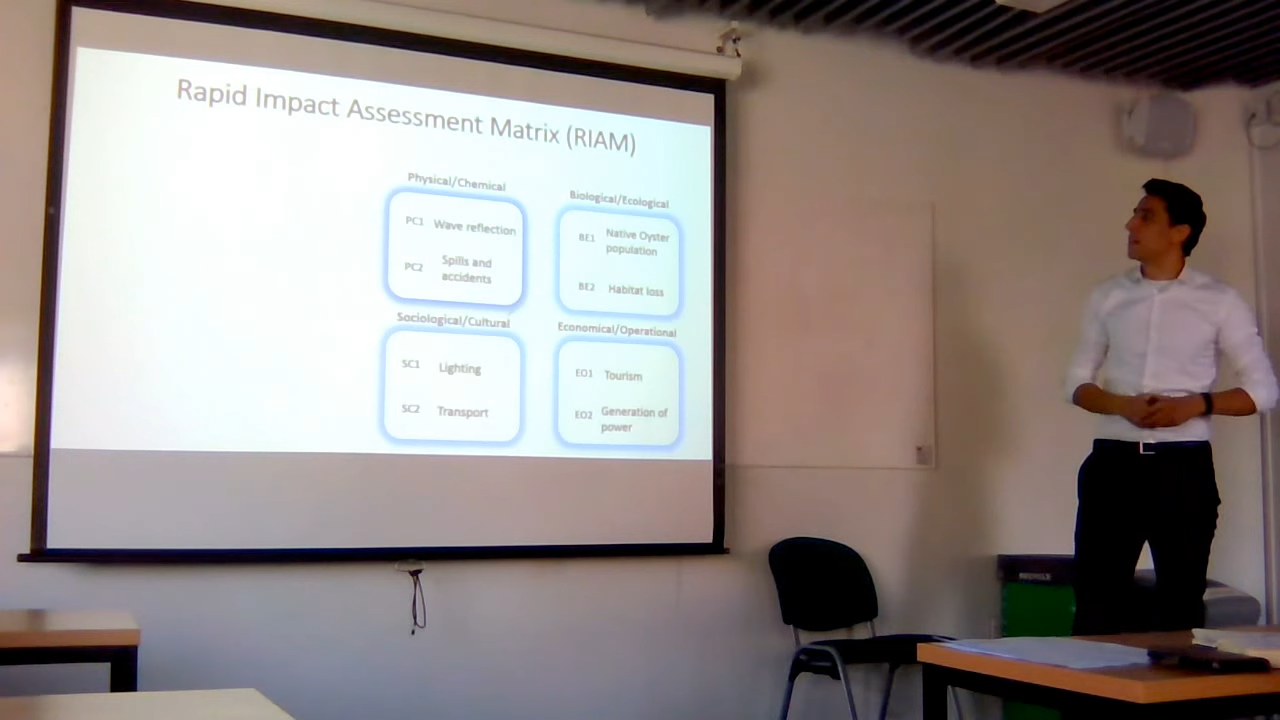 Rapid Impact Assessment Matrix (RIAM)
Physical/Chemical
PC1 Wave reflection
PC2 Spills and
accidents
Biological/Ecological
BE1 Native Oyster
population
BE2 Habitat loss
Sociological/Cultural
SC1 Lighting
SC2 Transport
Economical/Operational
EO1 Tourism
EO2 Generation of
power